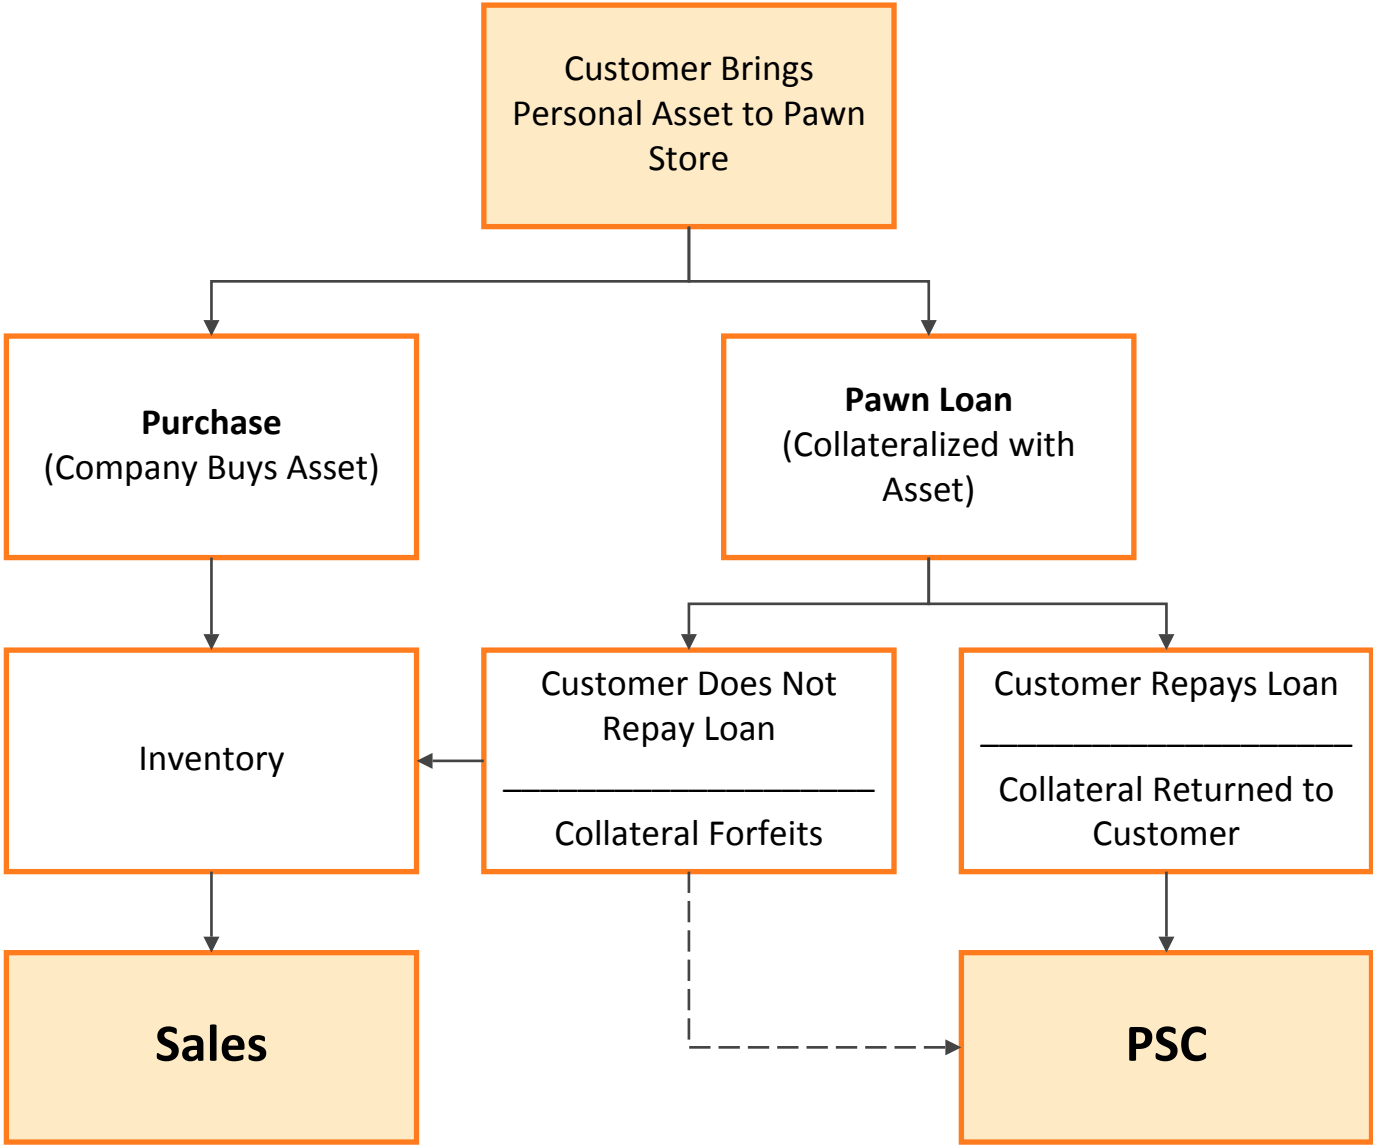 Customer Brings
Personal Asset to Pawn
Store
Purchase
(Company Buys Asset)
Pawn Loan
(Collateralized with
Asset)
Inventory
Customer Does Not
Repay Loan
Collateral Forfeits
Customer Repays Loan
Collateral Returned to
Customer
Sales
PSC